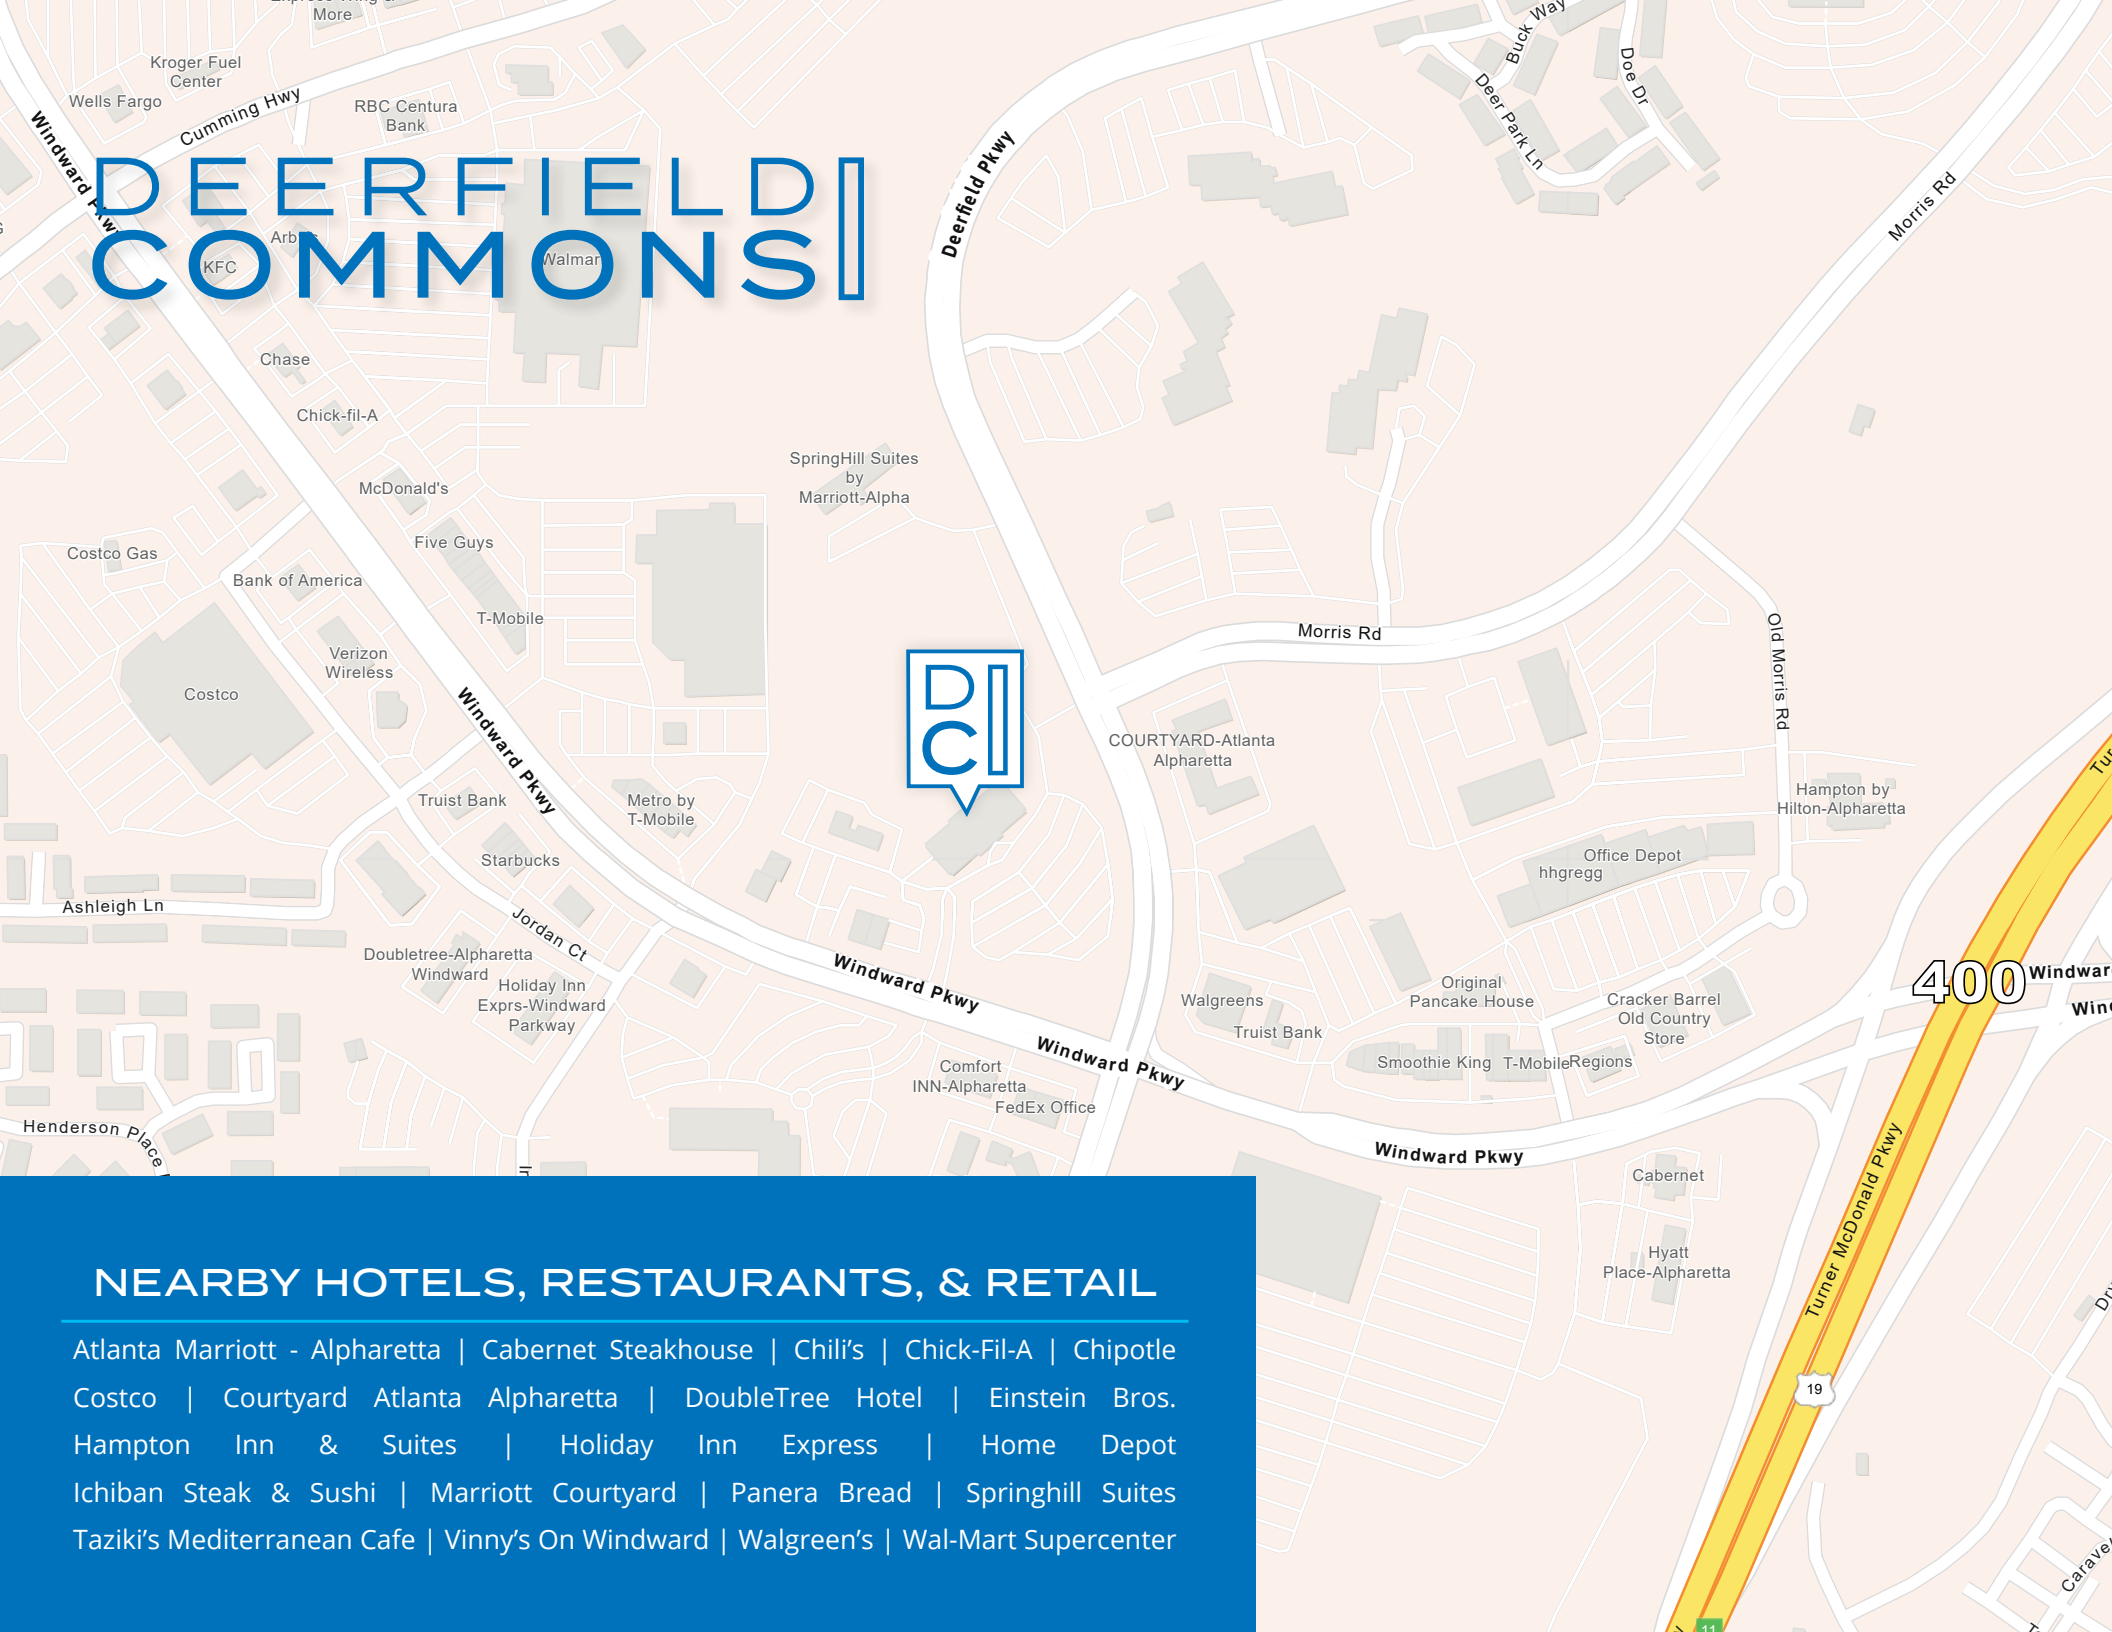 More
Kroger Fuel
Center
Wells Fargo
Cumming Hwy
RBC Centura
Bank
Windward Pkwy
DEERFIELD
COMMONS
Arby's
KFC
Walmart
Chase
Chick-fil-A
McDonald's
Five Guys
T-Mobile
Costco Gas
Bank of America
Verizon
Wireless
Costco
SpringHill Suites
by
Marriott-Alpha
Deerfield Pkwy
Buck Way
Doe Dr
Deer Park Ln
Morris Rd
Morris Rd
Old Morris Rd
DC
COURTYARD-Atlanta
Alpharetta
Hampton by
Hilton-Alpharetta
Office Depot
hhgregg
Windward Pkwy
Truist Bank
Metro by
T-Mobile
Starbucks
Ashleigh Ln
Jordan Ct
Doubletree-Alpharetta
Windward
Holiday Inn
Exprs-Windward
Parkway
Windward Pkwy
Windward Pkwy
Comfort
INN-Alpharetta
FedEx Office
Walgreens
Truist Bank
Original
Pancake House
Smoothie King
T-Mobile
Regions
Cracker Barrel
Old Country
Store
400
Windward Pkwy
Cabernet
Hyatt
Place-Alpharetta
Turner McDonald Pkwy
19
11
Henderson Place
NEARBY HOTELS, RESTAURANTS, & RETAIL
Atlanta Marriott - Alpharetta | Cabernet Steakhouse | Chili’s | Chick-Fil-A | Chipotle
Costco | Courtyard Atlanta Alpharetta | DoubleTree Hotel | Einstein Bros.
Hampton Inn & Suites | Holiday Inn Express | Home Depot
Ichiban Steak & Sushi | Marriott Courtyard | Panera Bread | Springhill Suites
Taziki’s Mediterranean Cafe | Vinny’s On Windward | Walgreen’s | Wal-Mart Supercenter